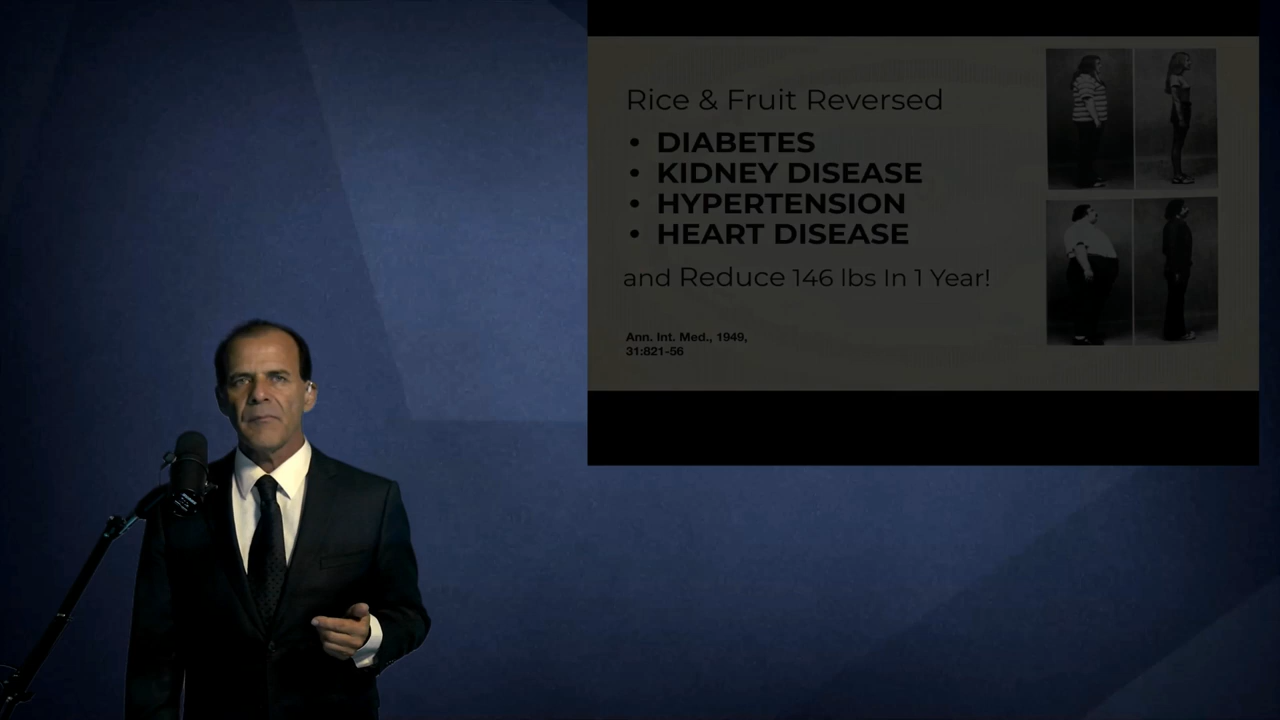 Rice & Fruit Reversed
• DIABETES
• KIDNEY DISEASE
• HYPERTENSION
• HEART DISEASE
and Reduce 146 lbs In 1 Year!
Ann. Int. Med., 1949,
31:821-56